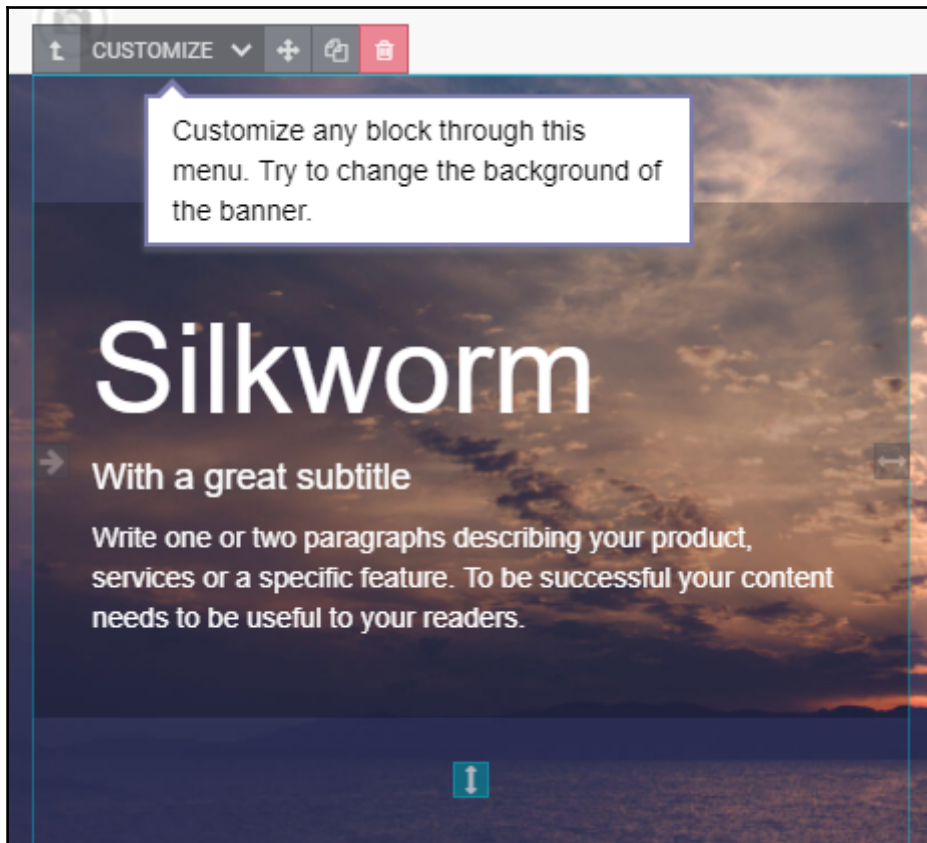 CUSTOMIZE
Customize any block through this
menu. Try to change the background of
the banner.
Silkworm
With a great subtitle
Write one or two paragraphs describing your product,
services or a specific feature. To be successful your content
needs to be useful to your readers.